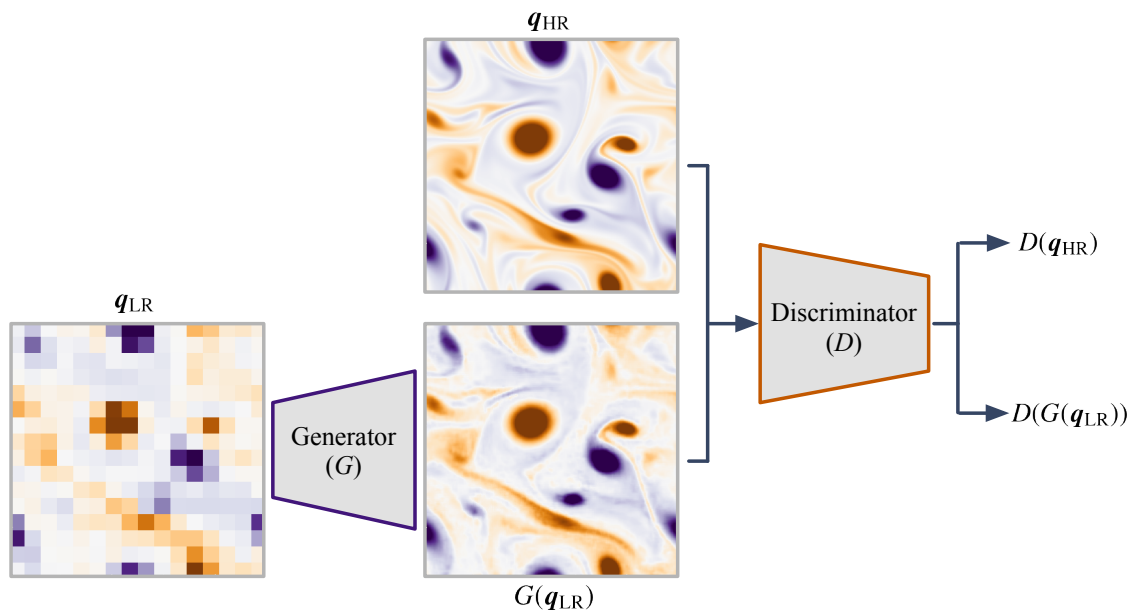 q_HR
q_LR
Generator
(G)
G(q_LR)
Discriminator
(D)
D(q_HR)
D(G(q_LR))